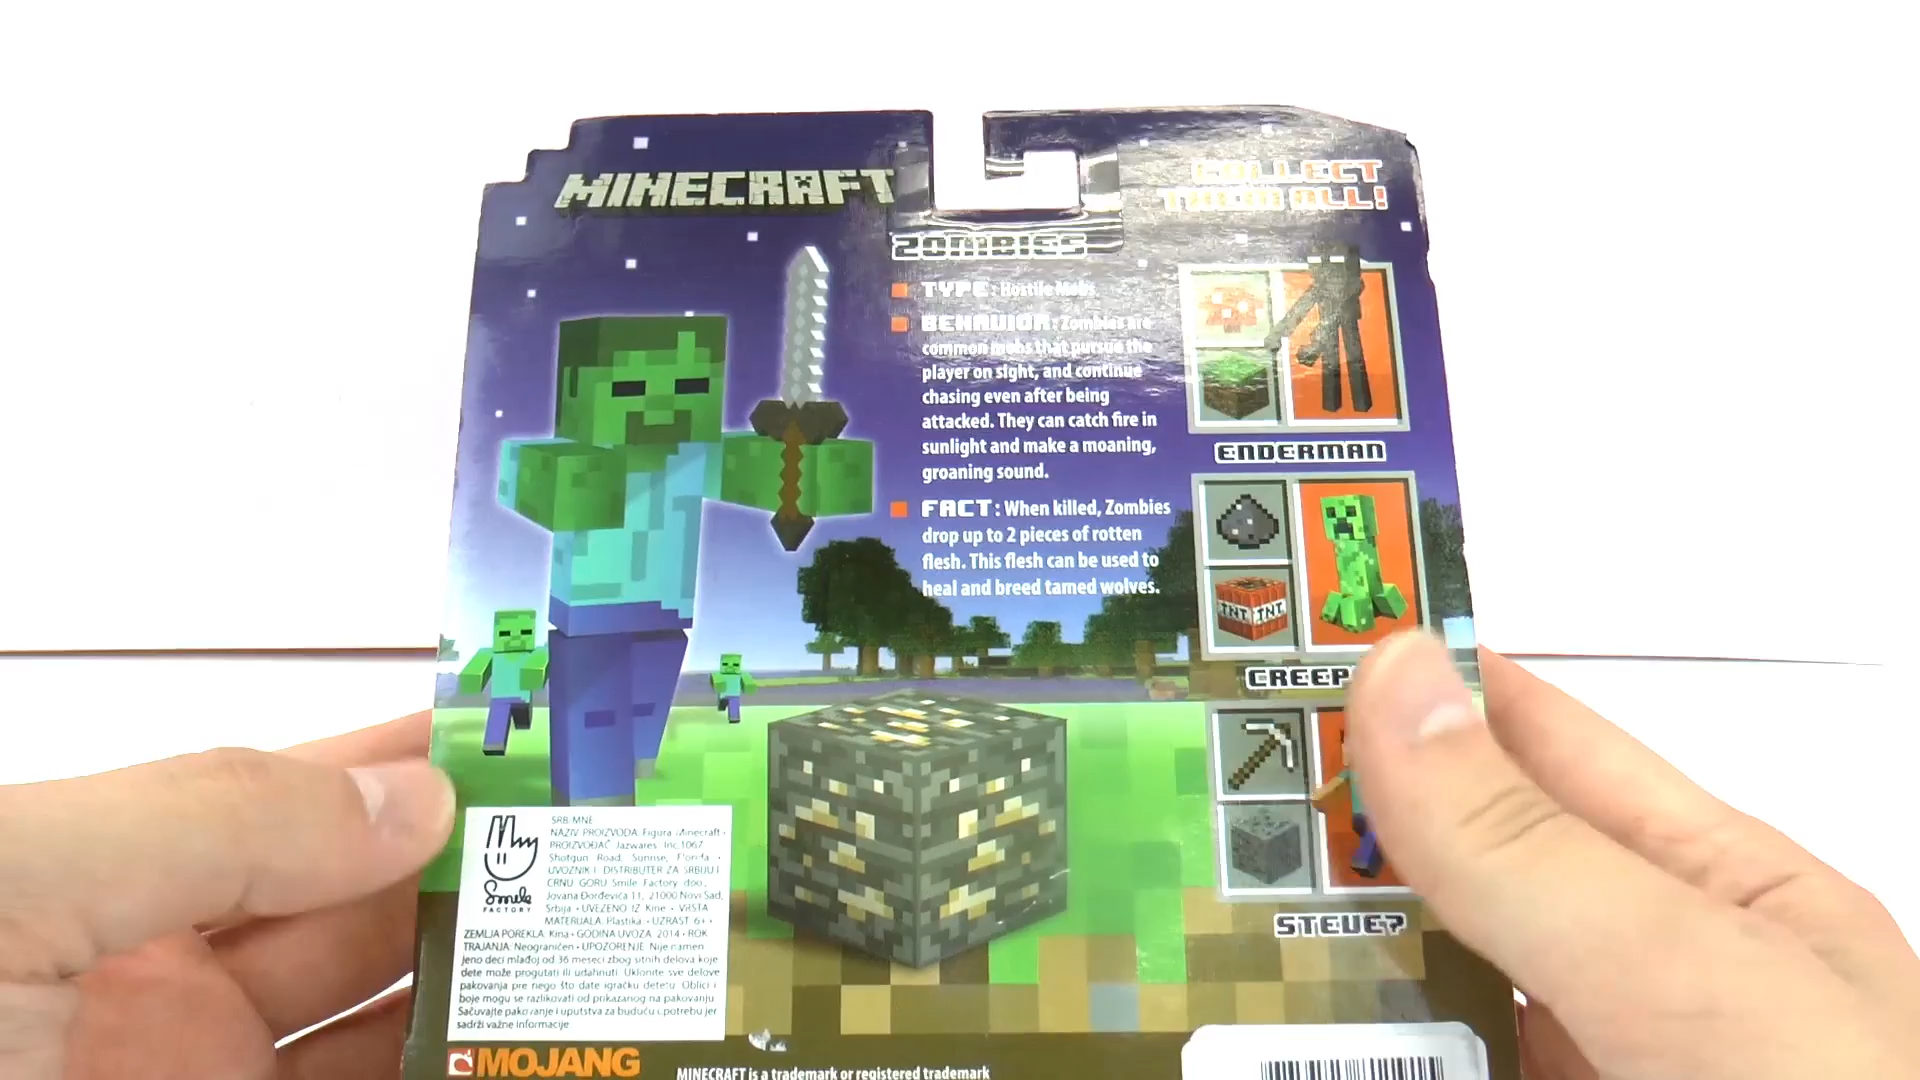 MINECRAFT
COLLECT
THEM ALL!
ZOMBIES
TYPE: Hostile Mobs
BEHAVIOR: Zombies are
common mobs that pursue the
player on sight, and continue
chasing even after being
attacked. They can catch fire in
sunlight and make a moaning,
groaning sound.
FACT: When killed, Zombies
drop up to 2 pieces of rotten
flesh. This flesh can be used to
heal and breed tamed wolves.
ENDERMAN
TNT TNT
CREEP
STEVE?
Smile
FACTORY
SRB/MNE
NAZIV PROIZVODA: Figura Minecraft •
PROIZVOĐAČ: Jazwares Inc.1067
Shotgun Road, Sunrise, Florida •
UVOZNIK I DISTRIBUTER ZA SRBIJU I
CRNU GORU: Smile Factory doo.,
Jovana Đorđevića 11, 21000 Novi Sad,
Srbija • UVEZENO IZ Kine • VRSTA
MATERIJALA: Plastika • UZRAST: 6+ •
ZEMLJA POREKLA: Kina • GODINA UVOZA: 2014 • ROK
TRAJANJA: Neograničen • UPOZORENJE: Nije namen
jeno deci mlađoj od 36 meseci zbog sitnih delova koje
dete može progutati ili udahnuti. Uklonite sve delove
pakovanja pre nego što date igračku detetu. Oblici i
boje mogu se razlikovati od prikazanog na pakovanju.
Sačuvajte pakovanje i uputstva za buduću upotrebu jer
sadrži važne informacije.
MOJANG
MINECRAFT is a trademark or registered trademark